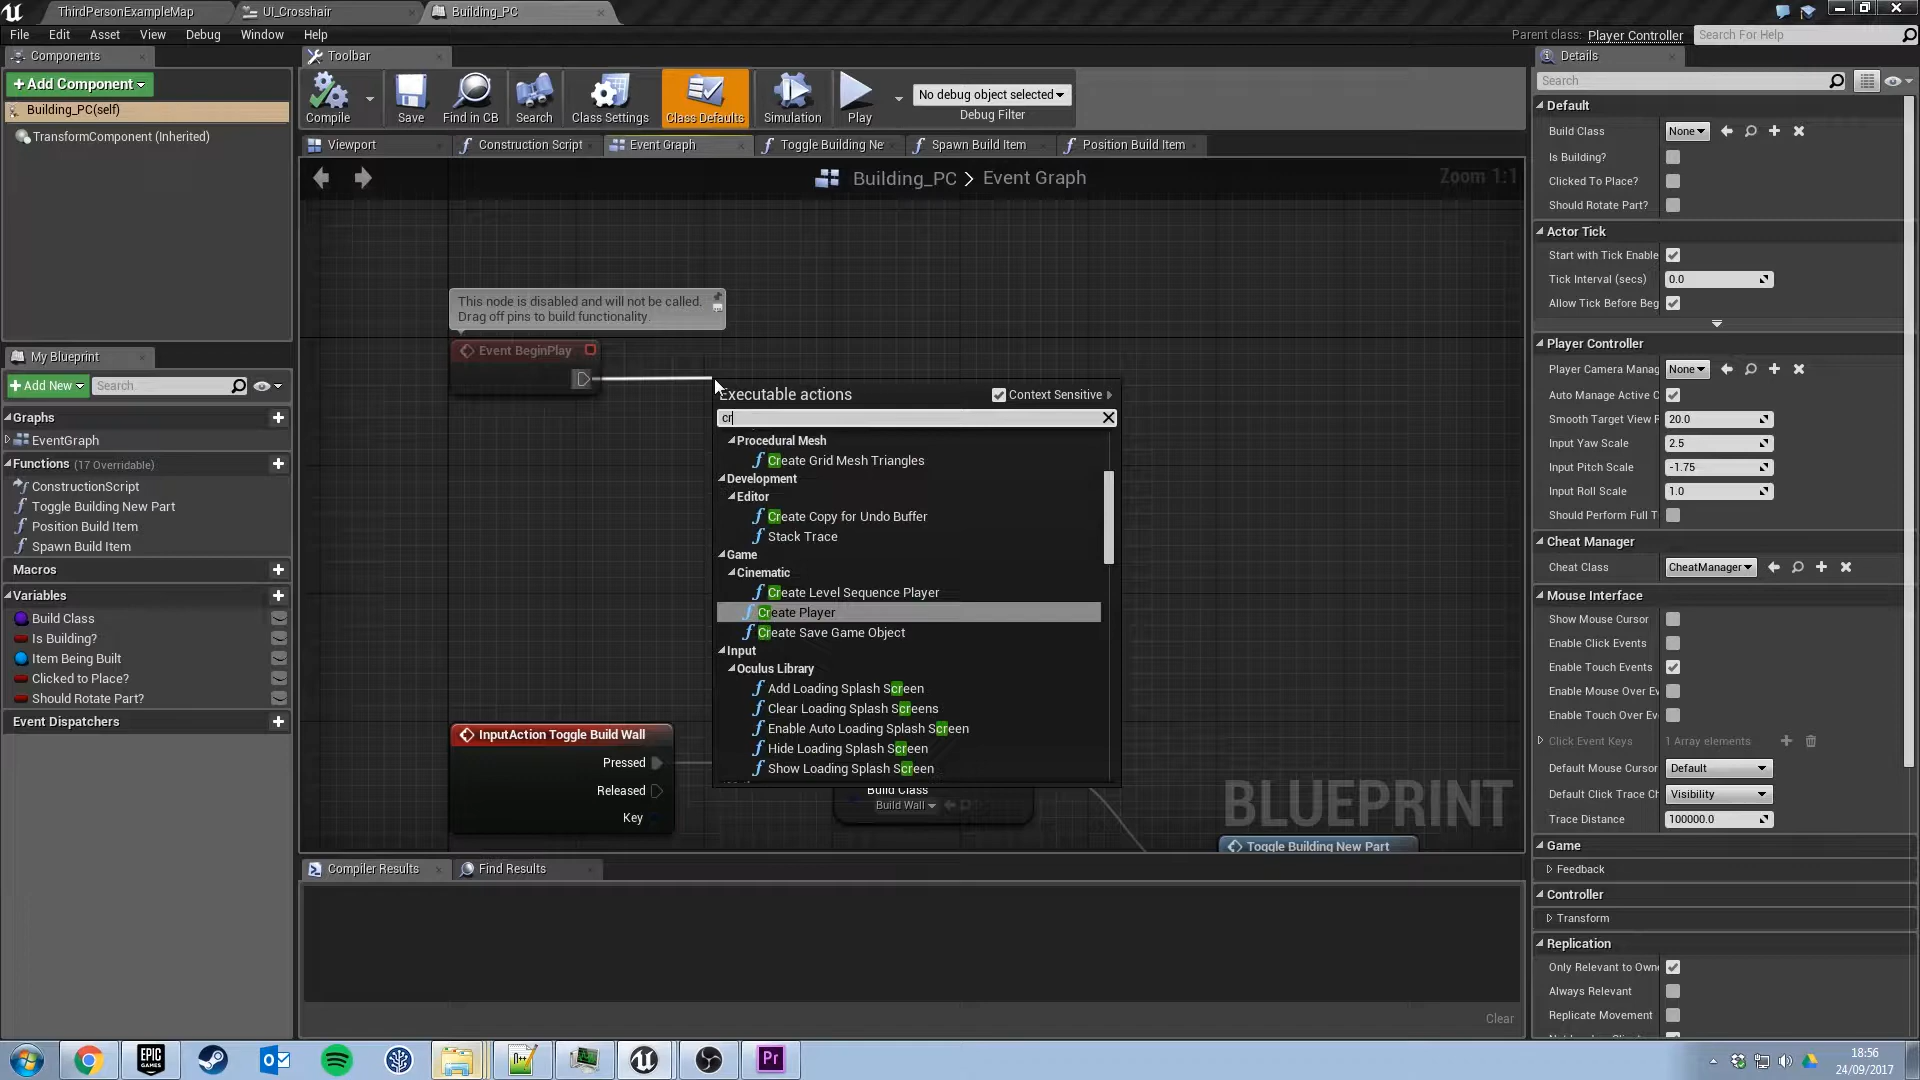 ThirdPersonExampleMap
UI_Crosshair
Building_PC
File Edit Asset View Debug Window Help
Parent class: Player Controller
Search For Help
Components
+Add Component
Building_PC(self)
TransformComponent (Inherited)
My Blueprint
+Add New
Search
Graphs
EventGraph
Functions (17 Overridable)
ConstructionScript
Toggle Building New Part
Position Build Item
Spawn Build Item
Macros
Variables
Build Class
Is Building?
Item Being Built
Clicked to Place?
Should Rotate Part?
Event Dispatchers
Toolbar
Compile
Save
Find in CB
Search
Class Settings
Class Defaults
Simulation
Play
No debug object selected
Debug Filter
Viewport
Construction Script
Event Graph
Toggle Building Ne
Spawn Build Item
Position Build Item
Building_PC > Event Graph
Zoom 1:1
This node is disabled and will not be called.
Drag off pins to build functionality.
Event BeginPlay
Executable actions
Context Sensitive
cr
Procedural Mesh
Create Grid Mesh Triangles
Development
Editor
Create Copy for Undo Buffer
Stack Trace
Game
Cinematic
Create Level Sequence Player
Create Player
Create Save Game Object
Input
Oculus Library
Add Loading Splash Screen
Clear Loading Splash Screens
Enable Auto Loading Splash Screen
Hide Loading Splash Screen
Show Loading Splash Screen
InputAction Toggle Build Wall
Pressed
Released
Key
Build Class
Build Wall
BLUEPRINT
Toggle Building New Part
Compiler Results
Find Results
Clear
Details
Search
Default
Build Class None
Is Building?
Clicked To Place?
Should Rotate Part?
Actor Tick
Start with Tick Enable
Tick Interval (secs) 0.0
Allow Tick Before Beg
Player Controller
Player Camera Manag None
Auto Manage Active C
Smooth Target View R 20.0
Input Yaw Scale 2.5
Input Pitch Scale -1.75
Input Roll Scale 1.0
Should Perform Full T
Cheat Manager
Cheat Class CheatManager
Mouse Interface
Show Mouse Cursor
Enable Click Events
Enable Touch Events
Enable Mouse Over Ev
Enable Touch Over Ev
Click Event Keys 1 Array elements
Default Mouse Cursor Default
Default Click Trace Ch Visibility
Trace Distance 100000.0
Game
Feedback
Controller
Transform
Replication
Only Relevant to Owne
Always Relevant
Replicate Movement
EPIC GAMES
Pr
18:56
24/09/2017